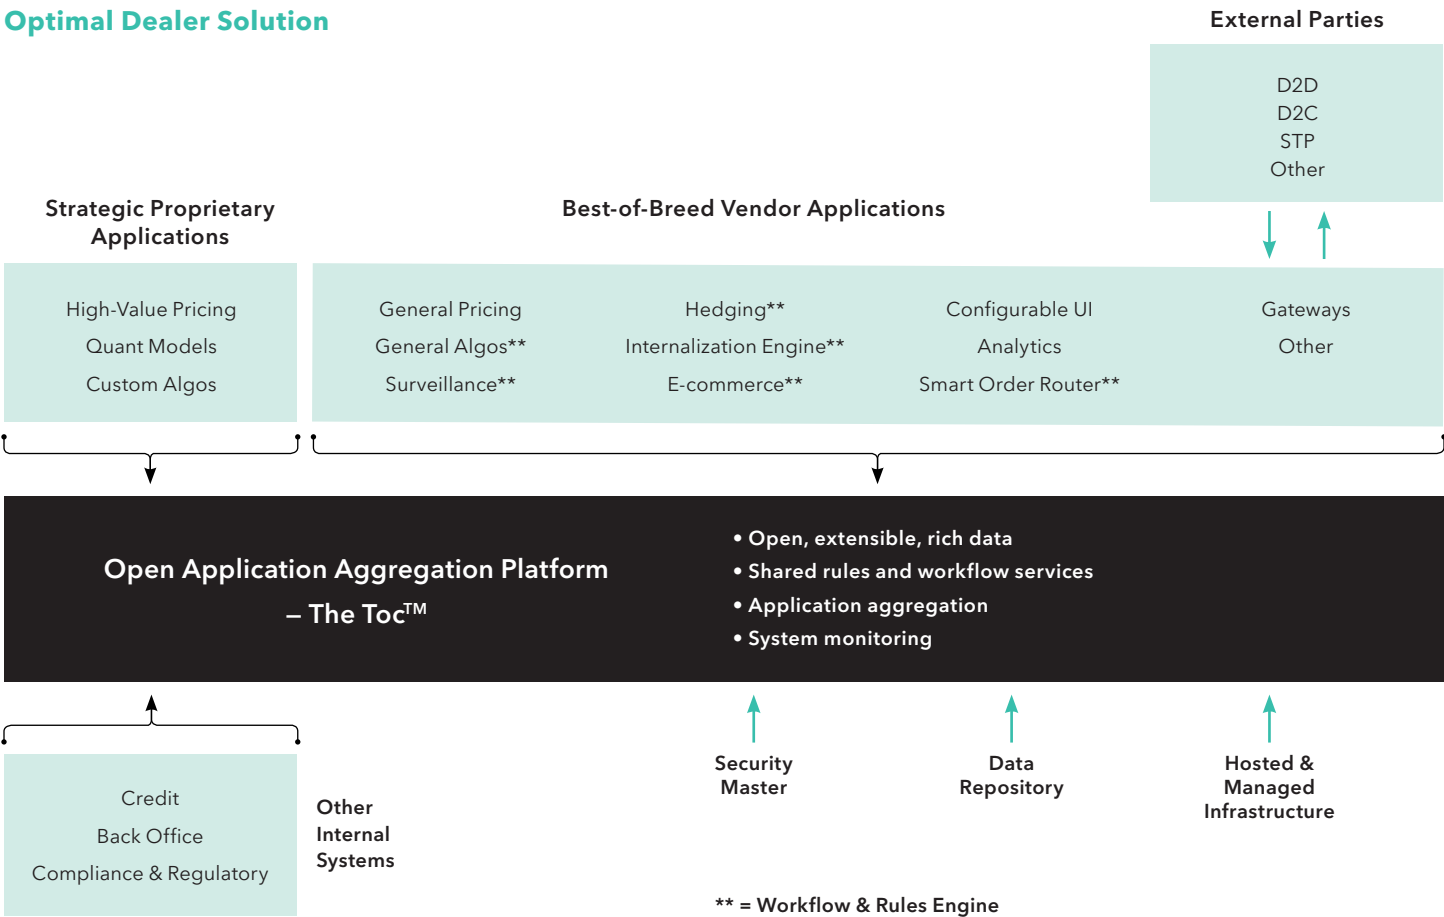 Optimal Dealer Solution
External Parties
D2D
D2C
STP
Other
Strategic Proprietary
Applications
Best-of-Breed Vendor Applications
High-Value Pricing
Quant Models
Custom Algos
General Pricing
General Algos**
Surveillance**
Hedging**
Internalization Engine**
E-commerce**
Configurable UI
Analytics
Smart Order Router**
Gateways
Other
Open Application Aggregation Platform
– The Toc™
• Open, extensible, rich data
• Shared rules and workflow services
• Application aggregation
• System monitoring
Credit
Back Office
Compliance & Regulatory
Other
Internal
Systems
Security
Master
Data
Repository
Hosted &
Managed
Infrastructure
** = Workflow & Rules Engine